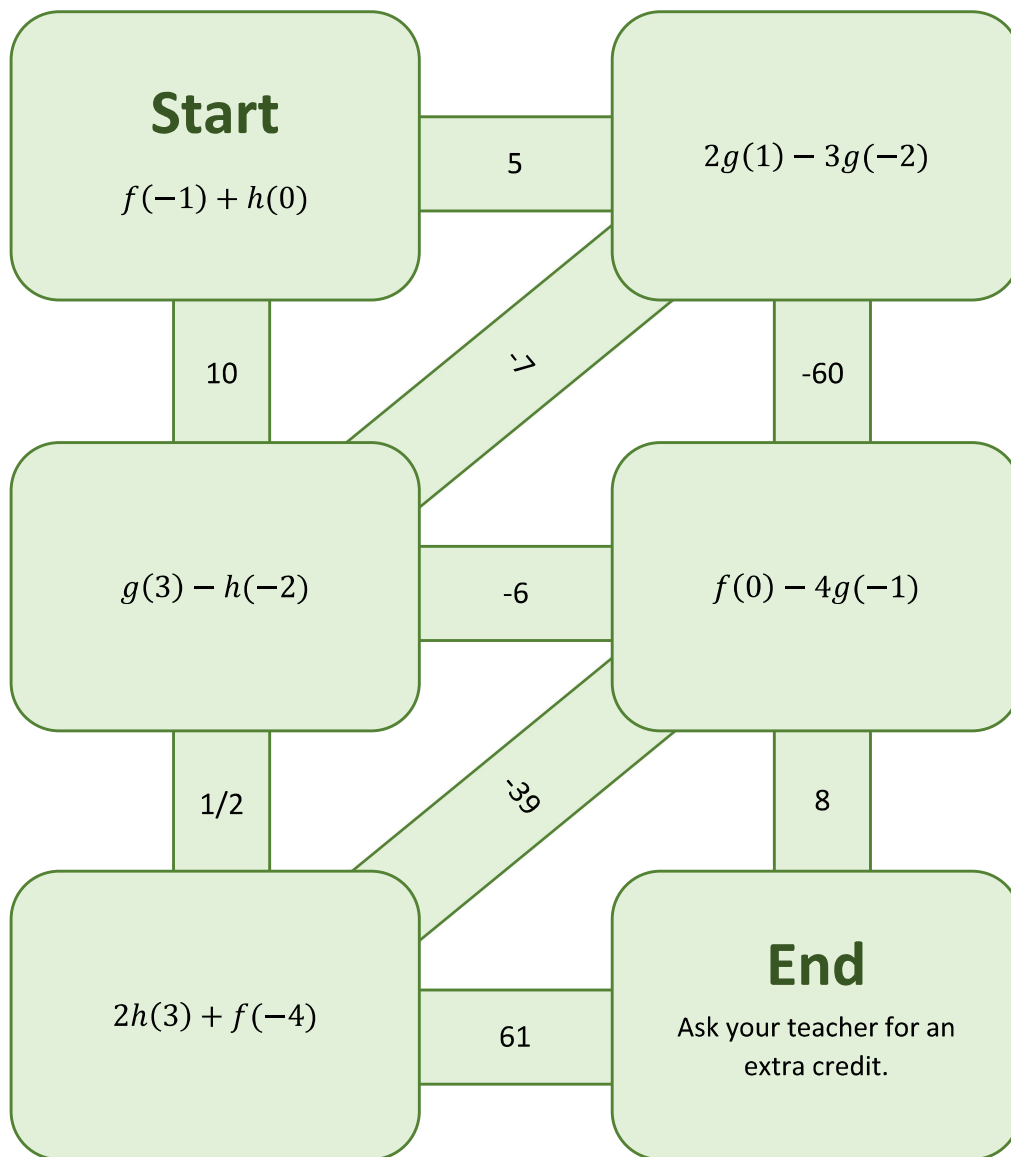 Start
f(−1) + h(0)
5
2g(1) − 3g(−2)
10
-7
-60
g(3) − h(−2)
-6
f(0) − 4g(−1)
1/2
-39
8
2h(3) + f(−4)
61
End
Ask your teacher for an
extra credit.